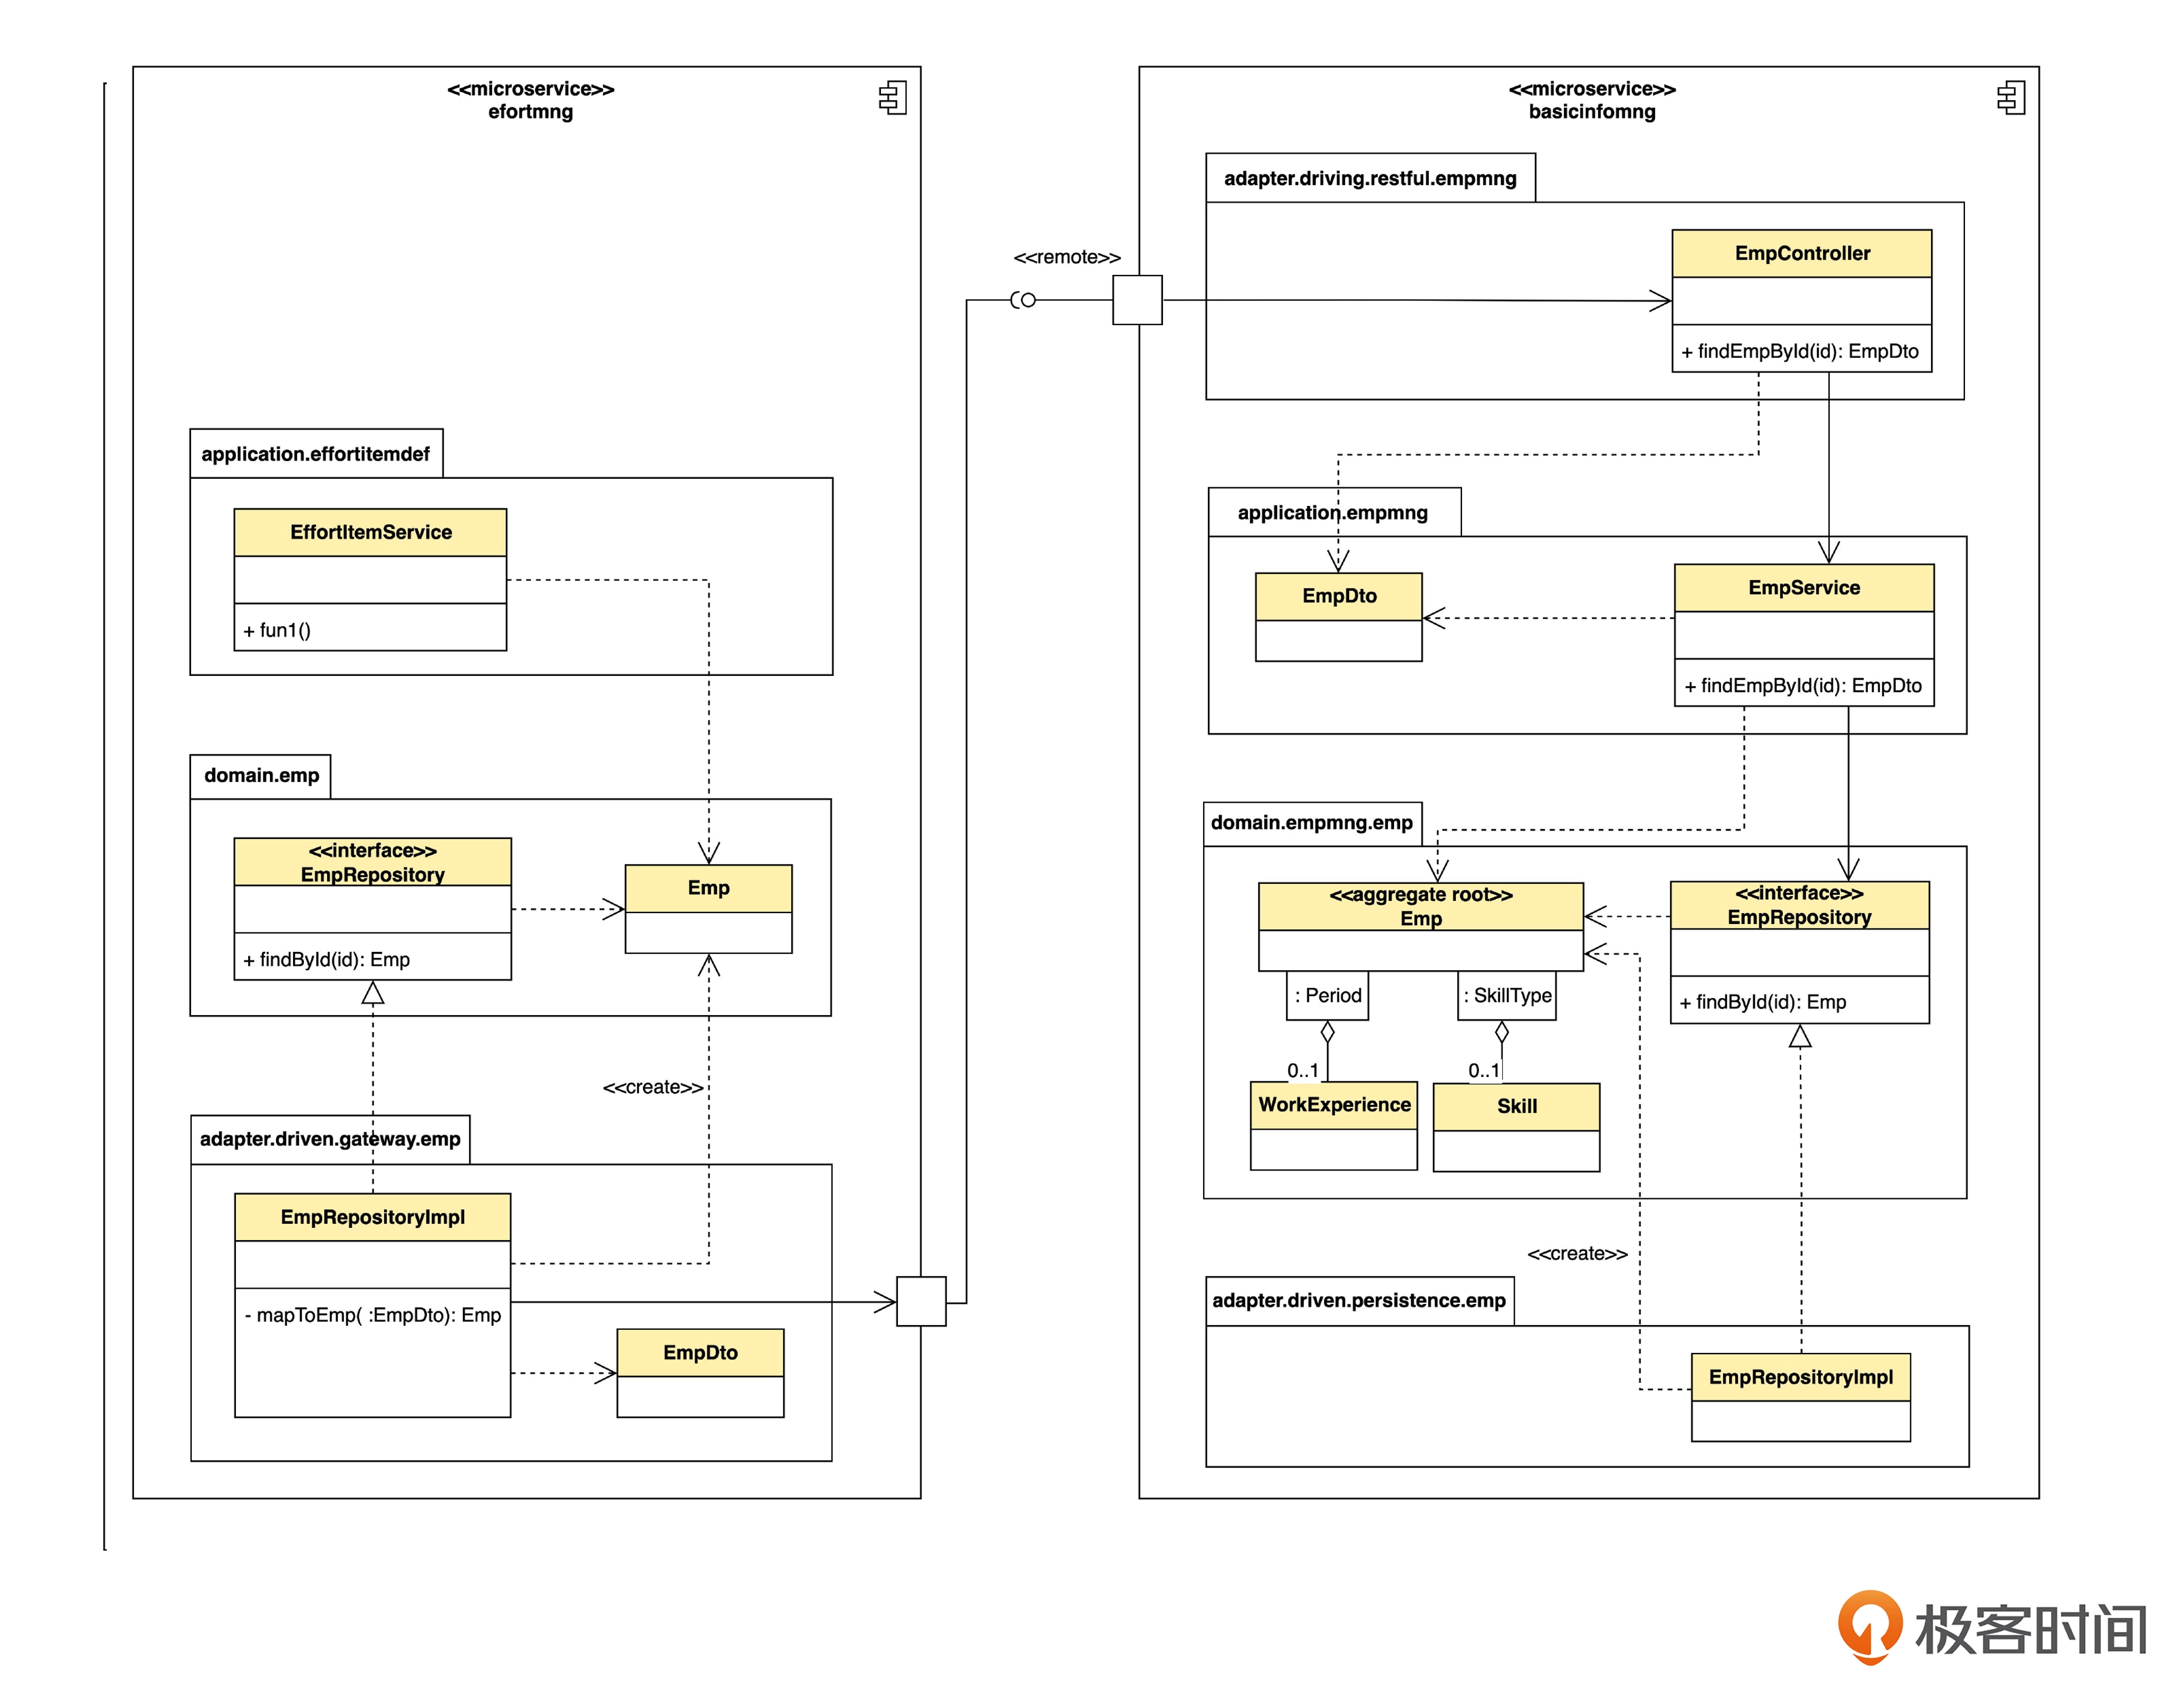 <<microservice>>
efortmng
application.effortitemdef
EffortItemService
+ fun1()
domain.emp
<<interface>>
EmpRepository
+ findById(id): Emp
Emp
<<create>>
adapter.driven.gateway.emp
EmpRepositoryImpl
- mapToEmp( :EmpDto): Emp
EmpDto
<<remote>>
<<microservice>>
basicinfomng
adapter.driving.restful.empmng
EmpController
+ findEmpById(id): EmpDto
application.empmng
EmpDto
EmpService
+ findEmpById(id): EmpDto
domain.empmng.emp
<<aggregate root>>
Emp
: Period
: SkillType
0..1
0..1
WorkExperience
Skill
<<interface>>
EmpRepository
+ findById(id): Emp
<<create>>
adapter.driven.persistence.emp
EmpRepositoryImpl
极客时间